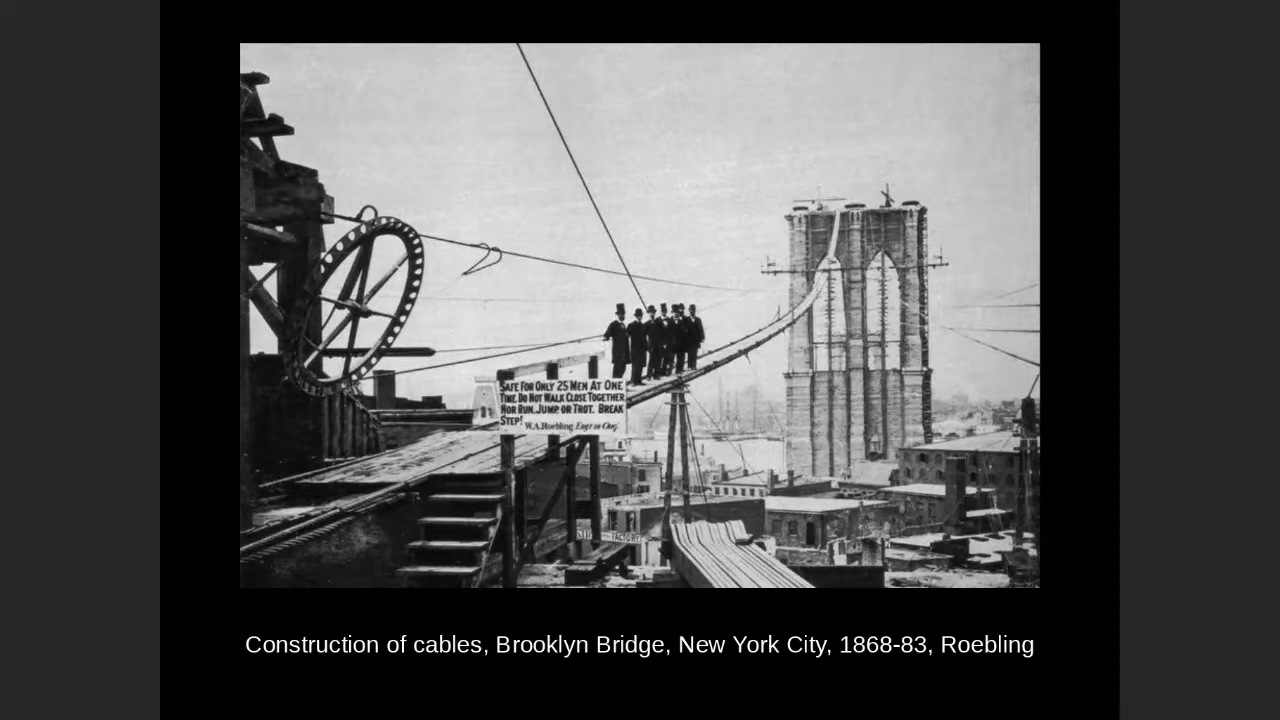 SAFE FOR ONLY 25 MEN AT ONE
TIME. DO NOT WALK CLOSE TOGETHER.
NOR RUN, JUMP, OR TROT. BREAK
STEP!
W.A. Roebling, Engr in Chief.
FACTORY
Construction of cables, Brooklyn Bridge, New York City, 1868-83, Roebling